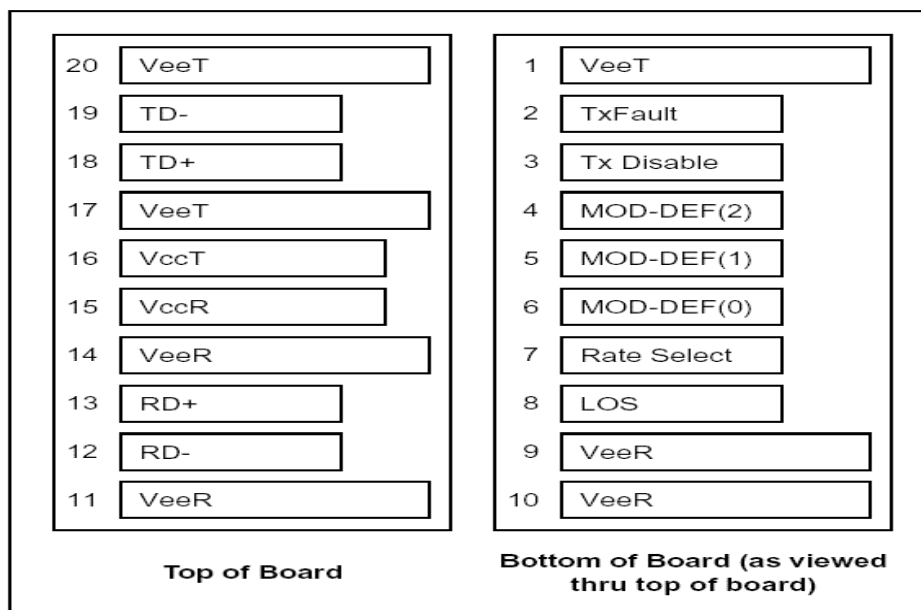 20 VeeT
19 TD-
18 TD+
17 VeeT
16 VccT
15 VccR
14 VeeR
13 RD+
12 RD-
11 VeeR
Top of Board
1 VeeT
2 TxFault
3 Tx Disable
4 MOD-DEF(2)
5 MOD-DEF(1)
6 MOD-DEF(0)
7 Rate Select
8 LOS
9 VeeR
10 VeeR
Bottom of Board (as viewed
thru top of board)